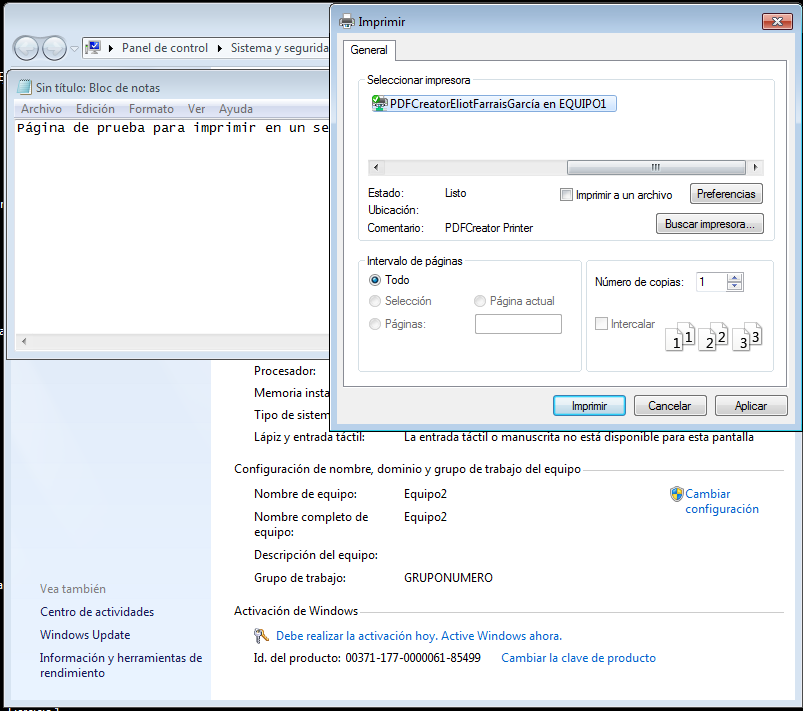 Imprimir
Panel de control
Sistema y segurida
General
Sin título: Bloc de notas
Archivo Edición Formato Ver Ayuda
Página de prueba para imprimir en un se
Seleccionar impresora
PDFCreatorEliotFarraisGarcía en EQUIPO1
Estado: Listo
Imprimir a un archivo
Preferencias
Ubicación:
Comentario: PDFCreator Printer
Buscar impresora...
Intervalo de páginas
Todo
Selección
Página actual
Páginas:
Número de copias: 1
Intercalar
1 1 2 2 3 3
Imprimir
Cancelar
Aplicar
Procesador:
Memoria insta
Tipo de sistem
Lápiz y entrada táctil: La entrada táctil o manuscrita no está disponible para esta pantalla
Configuración de nombre, dominio y grupo de trabajo del equipo
Nombre de equipo: Equipo2
Cambiar
configuración
Nombre completo de
equipo: Equipo2
Descripción del equipo:
Grupo de trabajo: GRUPONUMERO
Activación de Windows
Debe realizar la activación hoy. Active Windows ahora.
Id. del producto: 00371-177-0000061-85499 Cambiar la clave de producto
Vea también
Centro de actividades
Windows Update
Información y herramientas de
rendimiento